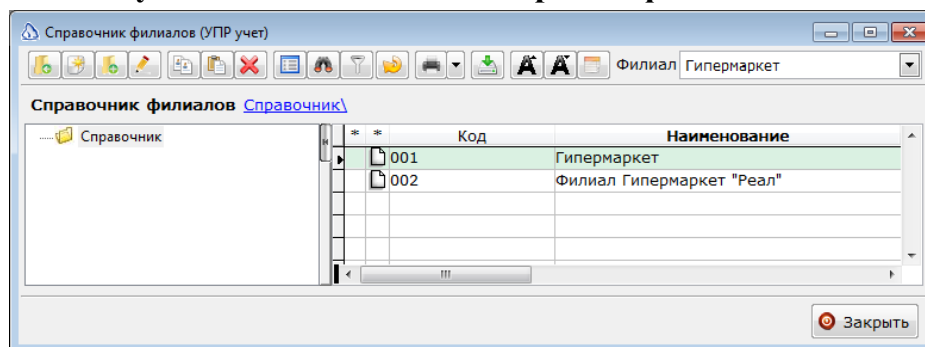 Справочник филиалов (УПР учет)
Филиал Гипермаркет
Справочник филиалов Справочник\
Справочник
* * Код Наименование
001 Гипермаркет
002 Филиал Гипермаркет "Реал"
Закрыть